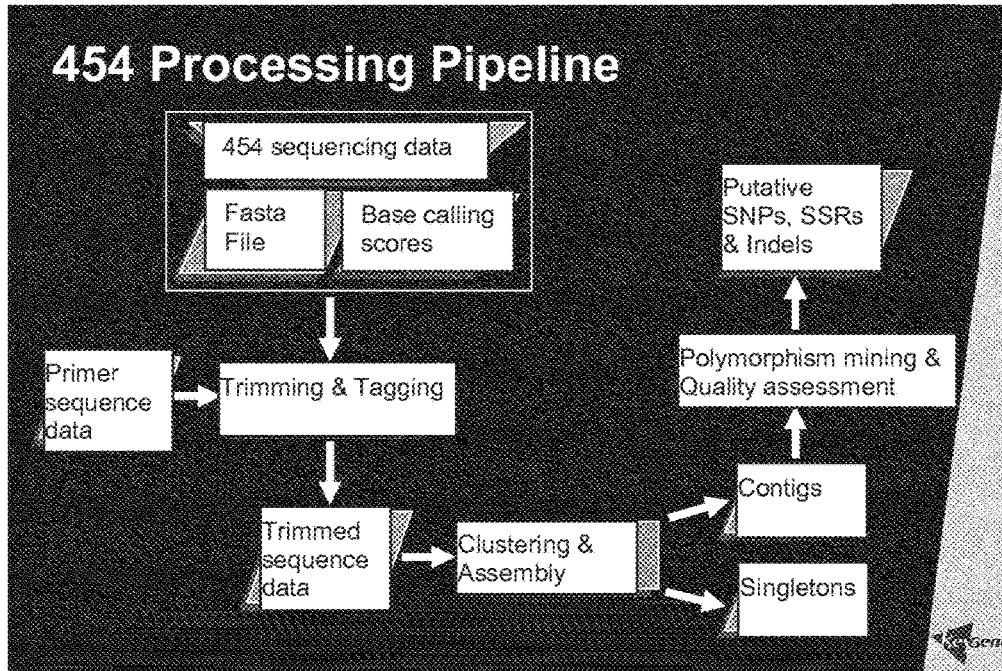 454 Processing Pipeline
454 sequencing data
Fasta
File
Base calling
scores
Putative
SNPs, SSRs
& Indels
Primer
sequence
data
Trimming & Tagging
Polymorphism mining &
Quality assessment
Trimmed
sequence
data
Clustering &
Assembly
Contigs
Singletons